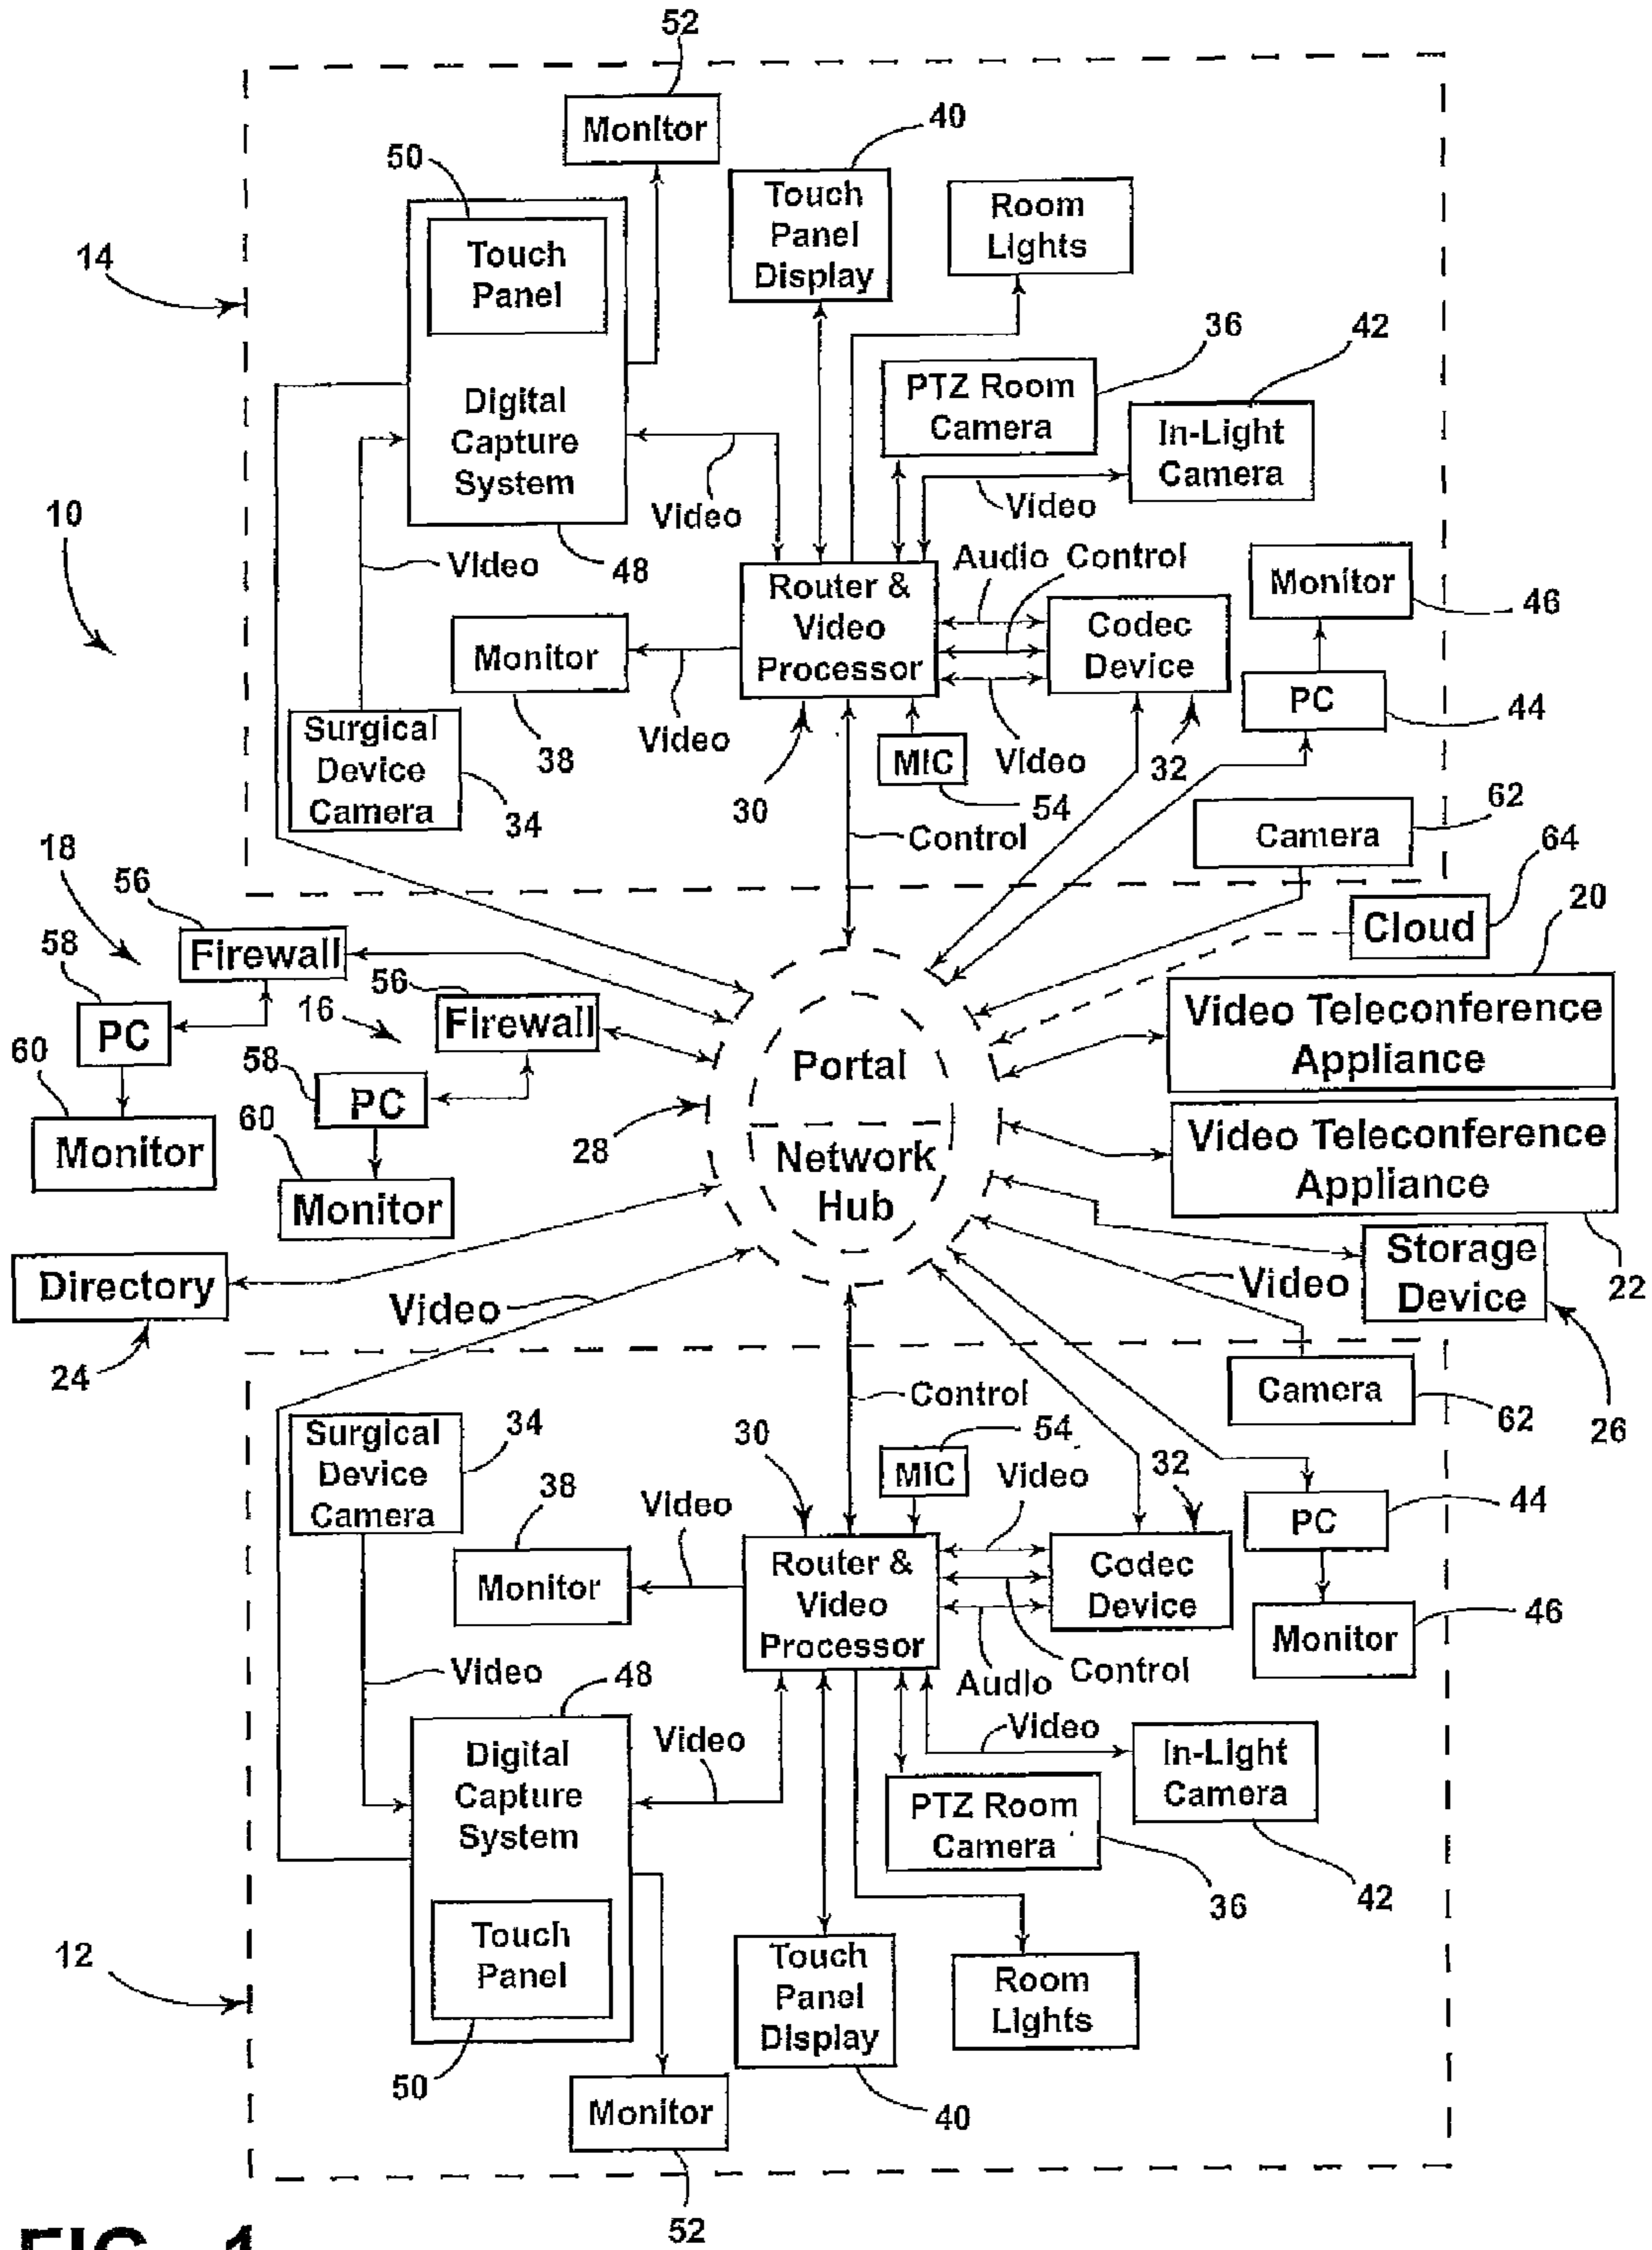 52
Monitor
40
50
Touch
Panel
Display
Room
Lights
14
Touch
Panel
36
42
PTZ Room
Camera
In-Light
Camera
Digital
Capture
System
Video
Video
10
Video
48
Audio Control
Monitor
46
Router &
Video
Processor
Codec
Device
Monitor
PC
44
Surgical
Device
Camera
34
38
Video
30
MIC
54
Video
32
Control
Camera
62
64
18
56
58
Firewall
Cloud
20
56
16
Firewall
PC
60
58
PC
Video Teleconference
Appliance
Portal
Monitor
60
28
Network
Hub
Video Teleconference
Appliance
22
Monitor
Directory
24
Video
Video
Storage
Device
26
Control
Camera
62
Surgical
Device
Camera
34
38
30
54
MIC
Video
32
Video
PC
44
Monitor
Router &
Video
Processor
Codec
Device
46
Monitor
Video
48
Audio
Control
Video
Video
Digital
Capture
System
In-Light
Camera
PTZ Room
Camera
36
42
12
Touch
Panel
50
Touch
Panel
Display
40
Room
Lights
Monitor
52
FIG. 1